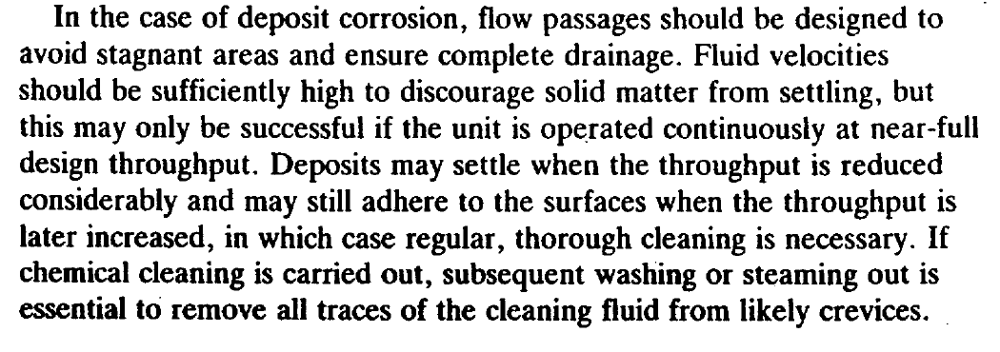 In the case of deposit corrosion, flow passages should be designed to
avoid stagnant areas and ensure complete drainage. Fluid velocities
should be sufficiently high to discourage solid matter from settling, but
this may only be successful if the unit is operated continuously at near-full
design throughput. Deposits may settle when the throughput is reduced
considerably and may still adhere to the surfaces when the throughput is
later increased, in which case regular, thorough cleaning is necessary. If
chemical cleaning is carried out, subsequent washing or steaming out is
essential to remove all traces of the cleaning fluid from likely crevices.